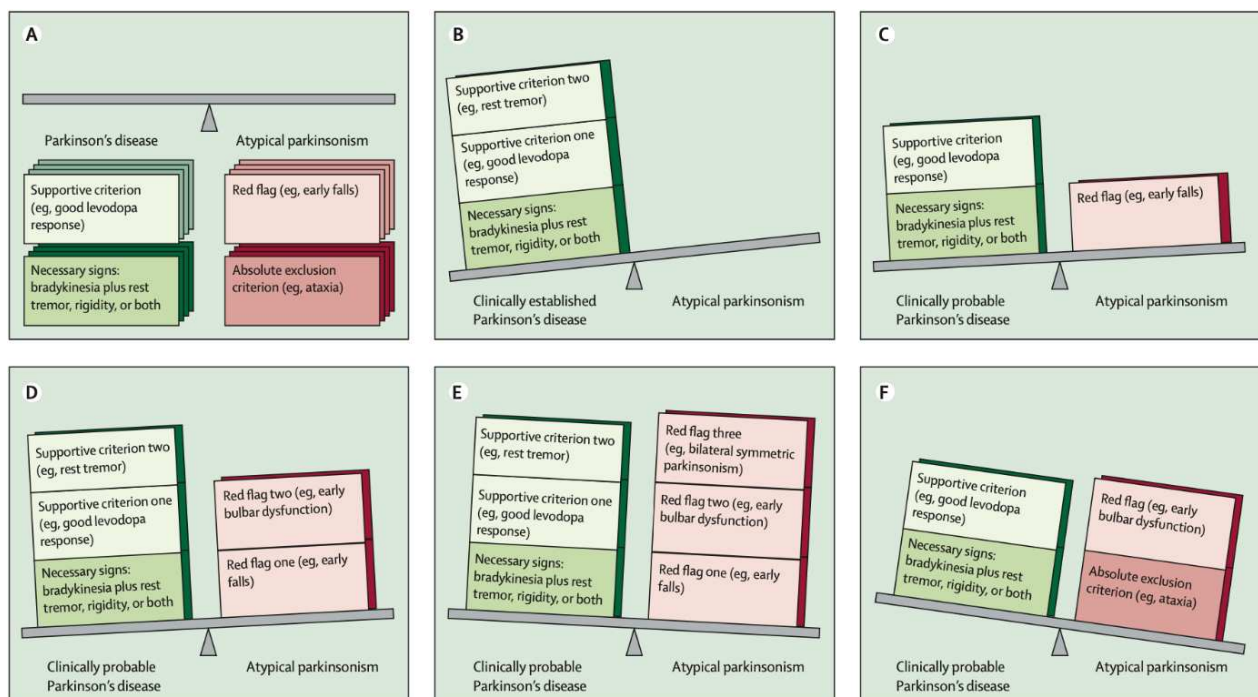 A
Parkinson's disease
Atypical parkinsonism
Supportive criterion
(eg, good levodopa
response)
Red flag (eg, early falls)
Necessary signs:
bradykinesia plus rest
tremor, rigidity, or both
Absolute exclusion
criterion (eg, ataxia)
B
Supportive criterion two
(eg, rest tremor)
Supportive criterion one
(eg, good levodopa
response)
Necessary signs:
bradykinesia plus rest
tremor, rigidity, or both
Clinically established
Parkinson's disease
Atypical parkinsonism
C
Supportive criterion
(eg, good levodopa
response)
Necessary signs:
bradykinesia plus rest
tremor, rigidity, or both
Red flag (eg, early falls)
Clinically probable
Parkinson's disease
Atypical parkinsonism
D
Supportive criterion two
(eg, rest tremor)
Supportive criterion one
(eg, good levodopa
response)
Necessary signs:
bradykinesia plus rest
tremor, rigidity, or both
Red flag two (eg, early
bulbar dysfunction)
Red flag one (eg, early
falls)
Clinically probable
Parkinson's disease
Atypical parkinsonism
E
Supportive criterion two
(eg, rest tremor)
Supportive criterion one
(eg, good levodopa
response)
Necessary signs:
bradykinesia plus rest
tremor, rigidity, or both
Red flag three
(eg, bilateral symmetric
parkinsonism)
Red flag two (eg, early
bulbar dysfunction)
Red flag one (eg, early
falls)
Clinically probable
Parkinson's disease
Atypical parkinsonism
F
Supportive criterion
(eg, good levodopa
response)
Necessary signs:
bradykinesia plus rest
tremor, rigidity, or both
Red flag (eg, early
bulbar dysfunction)
Absolute exclusion
criterion (eg, ataxia)
Clinically probable
Parkinson's disease
Atypical parkinsonism